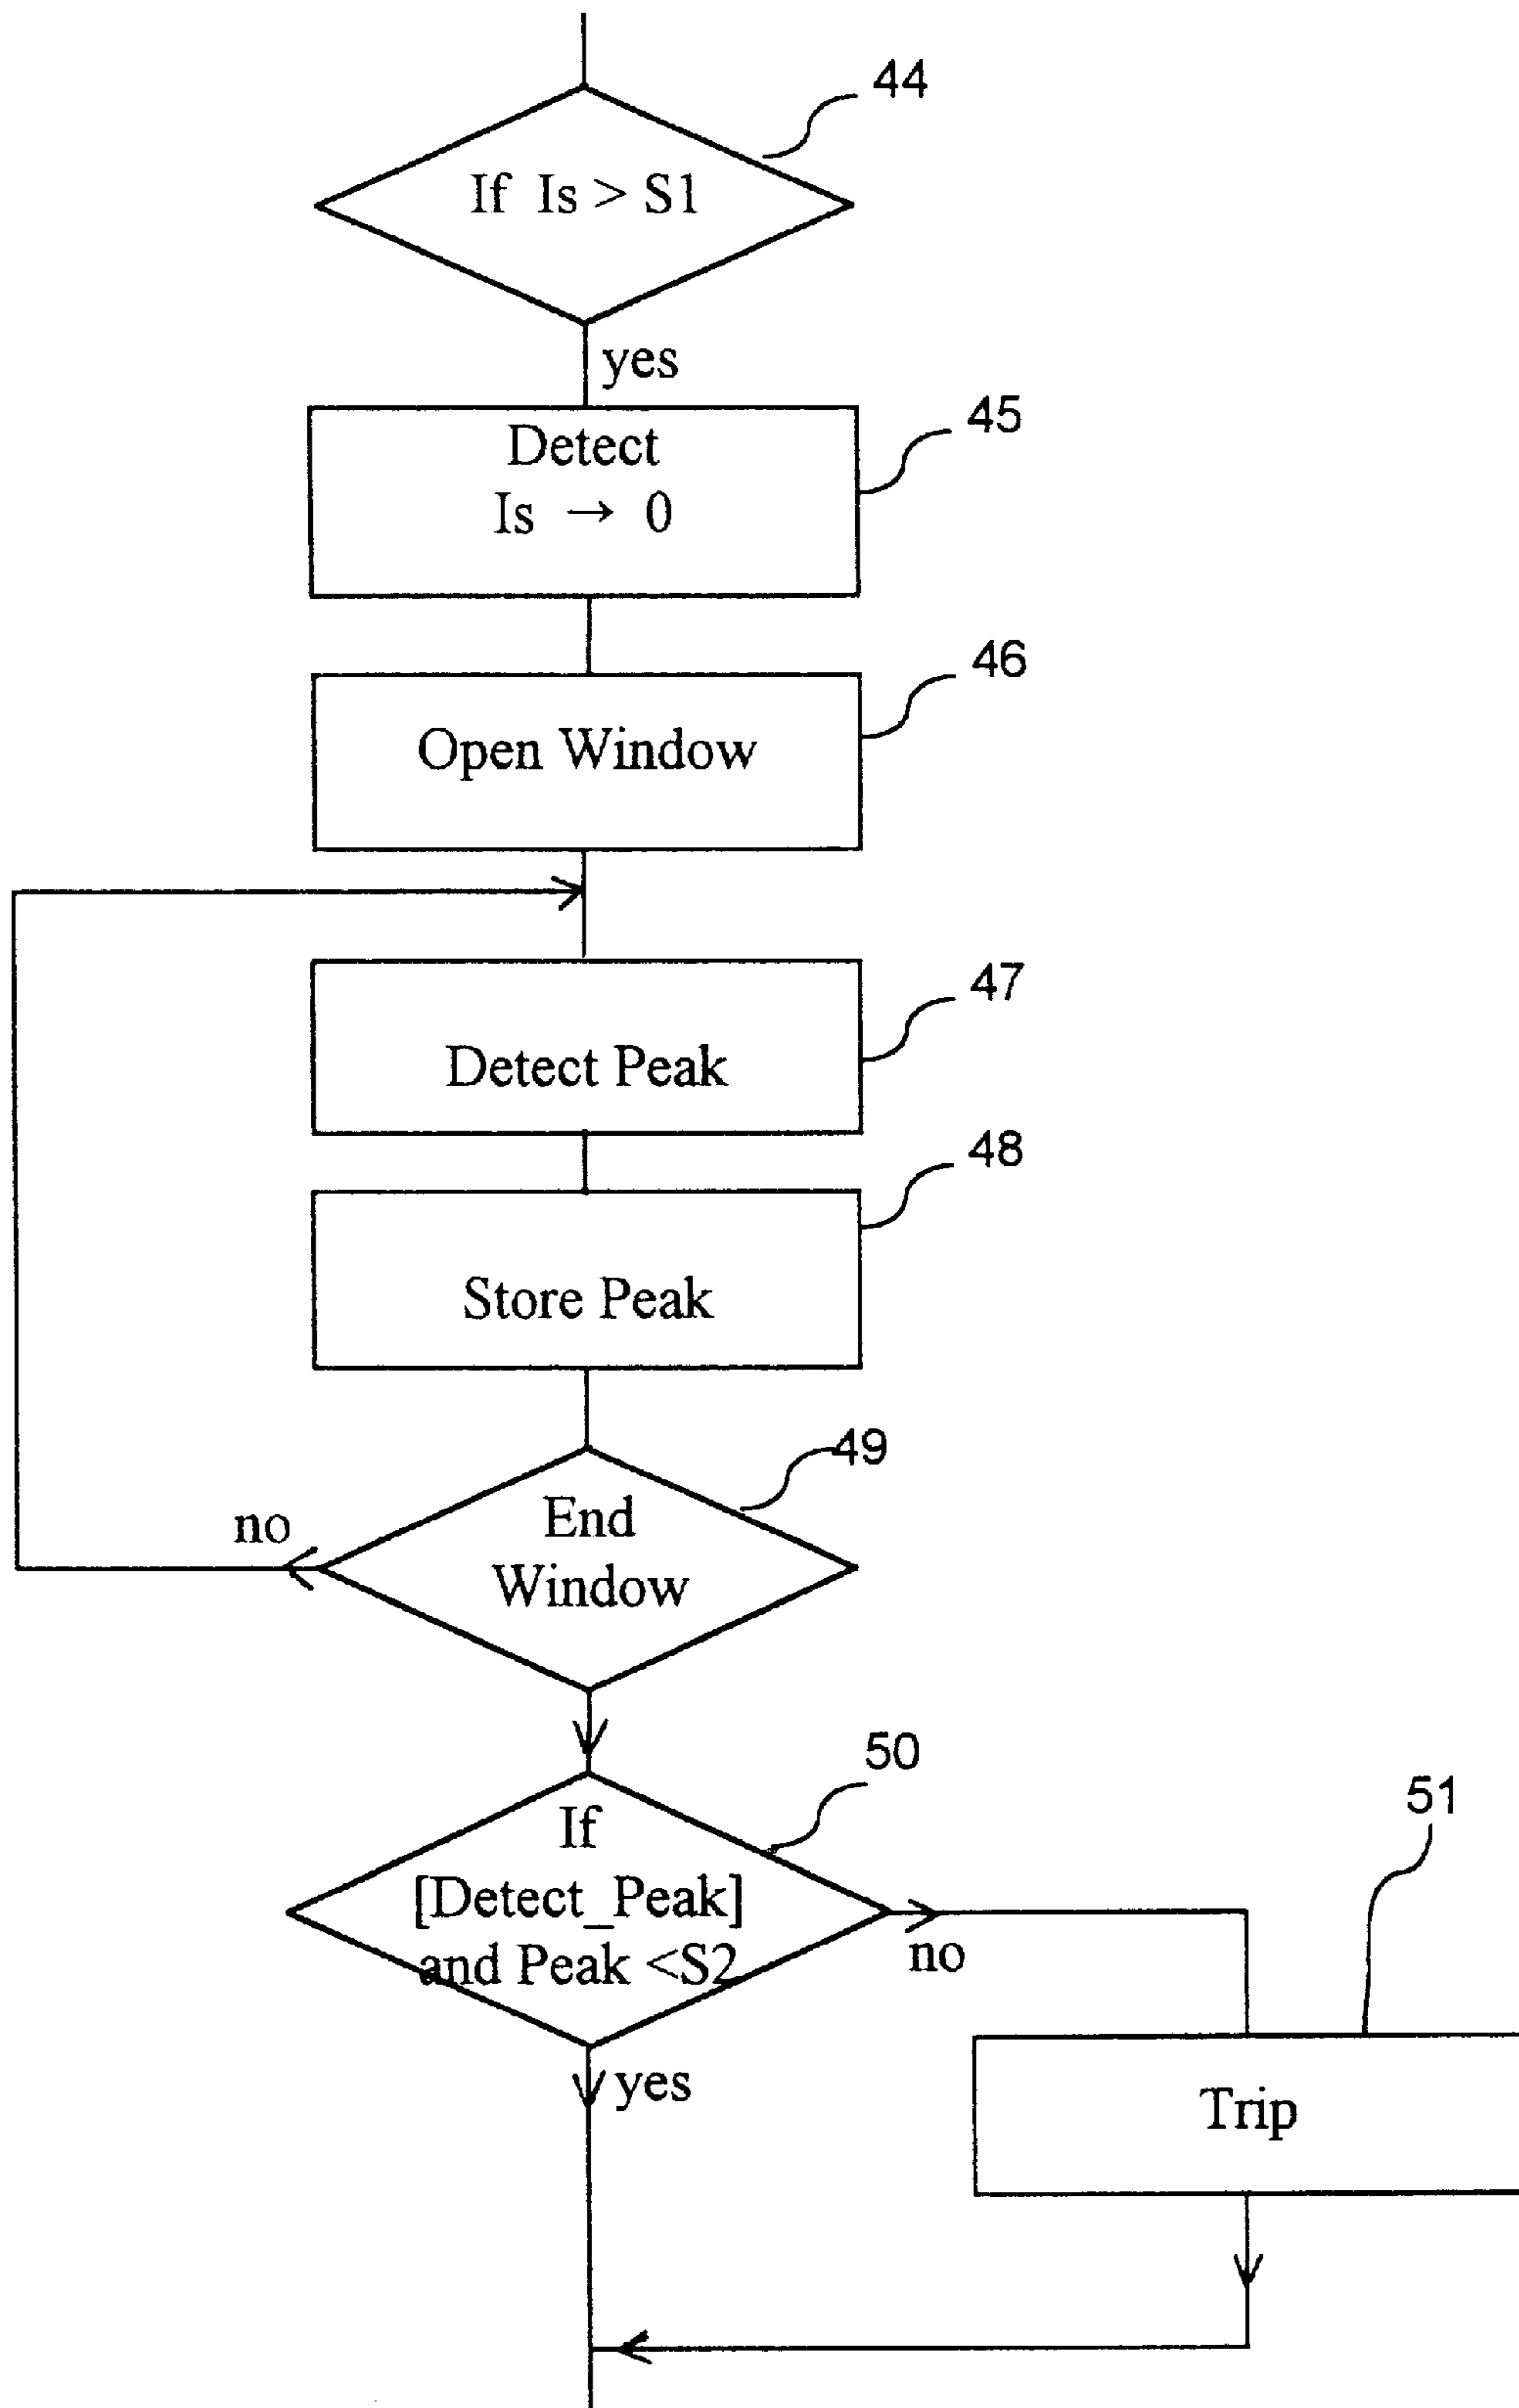 44
If Is > S1
yes
45
Detect
Is → 0
46
Open Window
47
Detect Peak
48
Store Peak
49
End
Window
no
50
If
[Detect_Peak]
and Peak <S2
no
yes
51
Trip